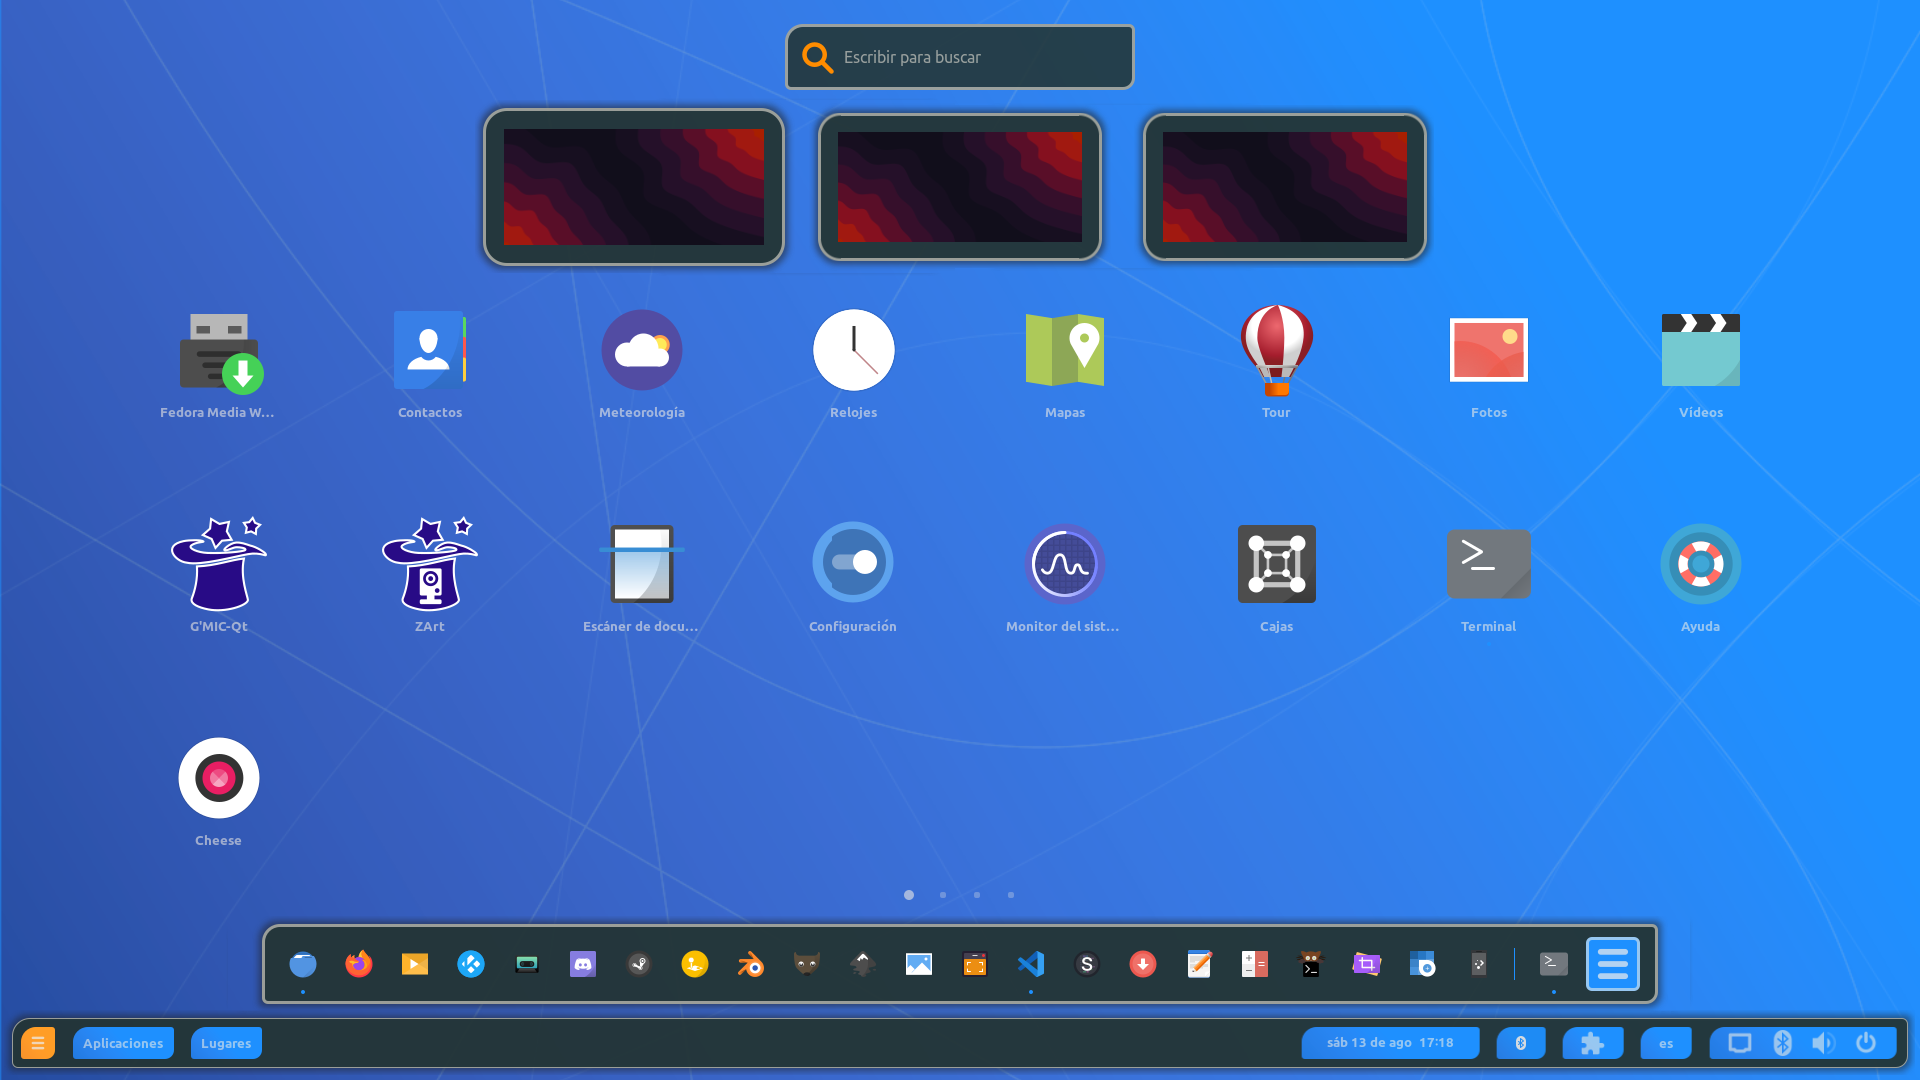 Escribir para buscar
Fedora Media W...
Contactos
Meteorología
Relojes
Mapas
Tour
Fotos
Vídeos
G'MIC-Qt
ZArt
Escáner de docu...
Configuración
Monitor del sist...
Cajas
Terminal
Ayuda
Cheese
Aplicaciones
Lugares
sáb 13 de ago 17:18
es